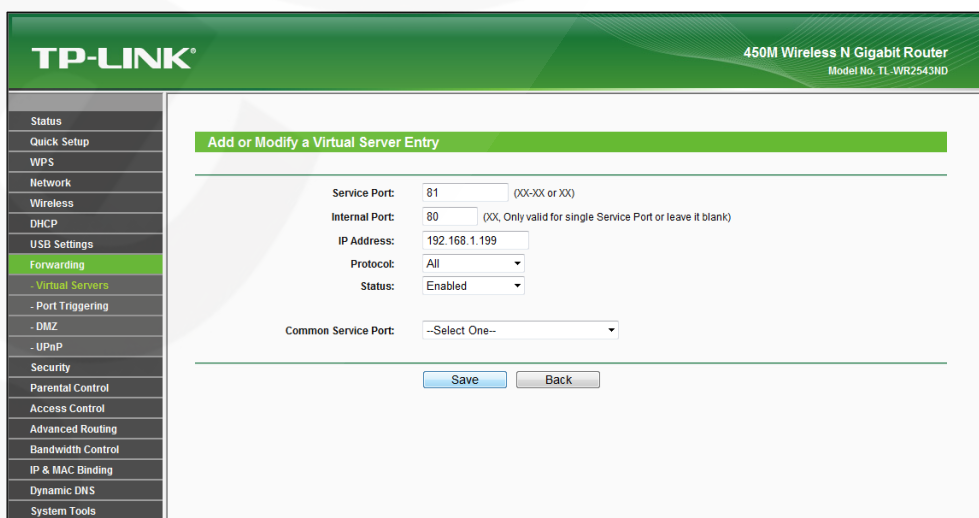 TP-LINK®
450M Wireless N Gigabit Router
Model No. TL-WR2543ND
Status
Quick Setup
WPS
Network
Wireless
DHCP
USB Settings
Forwarding
- Virtual Servers
- Port Triggering
- DMZ
- UPnP
Security
Parental Control
Access Control
Advanced Routing
Bandwidth Control
IP & MAC Binding
Dynamic DNS
System Tools
Add or Modify a Virtual Server Entry
Service Port: 81 (XX-XX or XX)
Internal Port: 80 (XX, Only valid for single Service Port or leave it blank)
IP Address: 192.168.1.199
Protocol: All
Status: Enabled
Common Service Port: --Select One--
Save Back